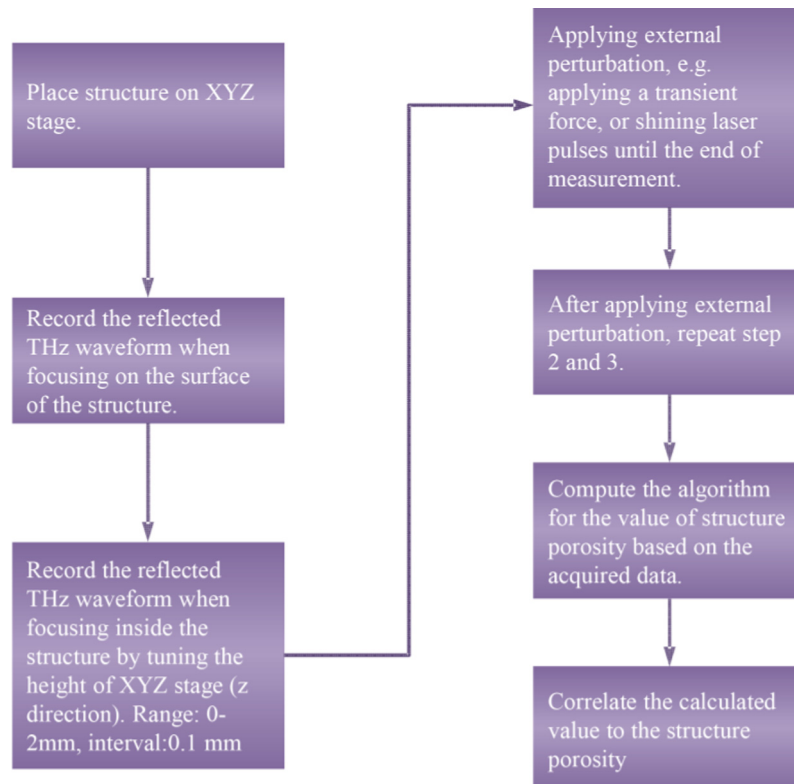 Place structure on XYZ
stage.
Record the reflected
THz waveform when
focusing on the surface
of the structure.
Record the reflected
THz waveform when
focusing inside the
structure by tuning the
height of XYZ stage (z
direction). Range: 0-
2mm, interval:0.1 mm
Applying external
perturbation, e.g.
applying a transient
force, or shining laser
pulses until the end of
measurement.
After applying external
perturbation, repeat step
2 and 3.
Compute the algorithm
for the value of structure
porosity based on the
acquired data.
Correlate the calculated
value to the structure
porosity